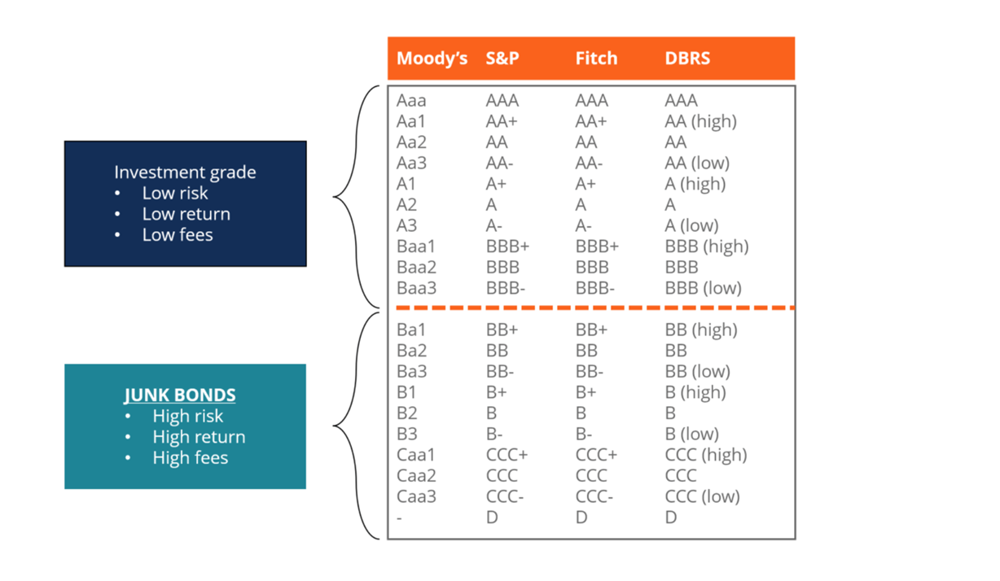 Moody's S&P Fitch DBRS
Aaa AAA AAA AAA
Aa1 AA+ AA+ AA (high)
Aa2 AA AA AA
Aa3 AA- AA- AA (low)
A1 A+ A+ A (high)
A2 A A A
A3 A- A- A (low)
Baa1 BBB+ BBB+ BBB (high)
Baa2 BBB BBB BBB
Baa3 BBB- BBB- BBB (low)
Ba1 BB+ BB+ BB (high)
Ba2 BB BB BB
Ba3 BB- BB- BB (low)
B1 B+ B+ B (high)
B2 B B B
B3 B- B- B (low)
Caa1 CCC+ CCC+ CCC (high)
Caa2 CCC CCC CCC
Caa3 CCC- CCC- CCC (low)
- D D D
Investment grade
• Low risk
• Low return
• Low fees
JUNK BONDS
• High risk
• High return
• High fees